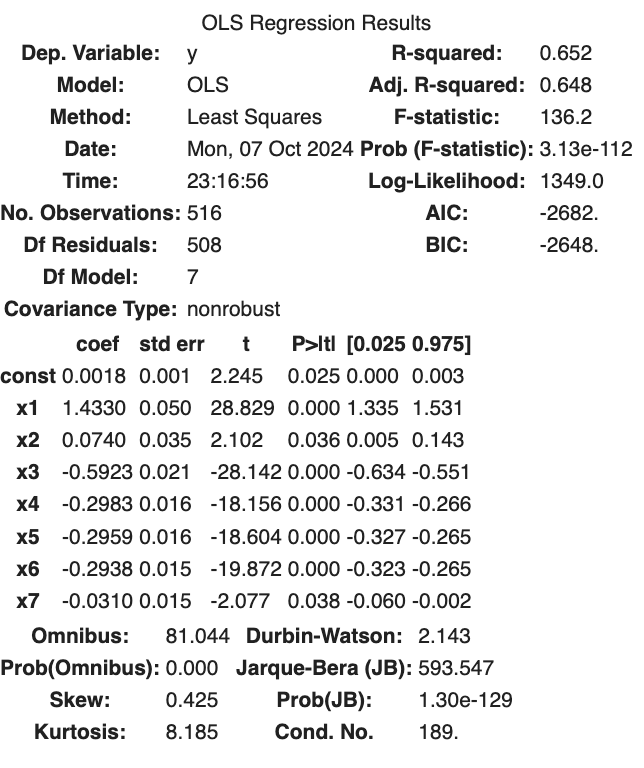 OLS Regression Results
Dep. Variable: y R-squared: 0.652
Model: OLS Adj. R-squared: 0.648
Method: Least Squares F-statistic: 136.2
Date: Mon, 07 Oct 2024 Prob (F-statistic): 3.13e-112
Time: 23:16:56 Log-Likelihood: 1349.0
No. Observations: 516 AIC: -2682.
Df Residuals: 508 BIC: -2648.
Df Model: 7
Covariance Type: nonrobust
coef std err t P>|t| [0.025 0.975]
const 0.0018 0.001 2.245 0.025 0.000 0.003
x1 1.4330 0.050 28.829 0.000 1.335 1.531
x2 0.0740 0.035 2.102 0.036 0.005 0.143
x3 -0.5923 0.021 -28.142 0.000 -0.634 -0.551
x4 -0.2983 0.016 -18.156 0.000 -0.331 -0.266
x5 -0.2959 0.016 -18.604 0.000 -0.327 -0.265
x6 -0.2938 0.015 -19.872 0.000 -0.323 -0.265
x7 -0.0310 0.015 -2.077 0.038 -0.060 -0.002
Omnibus: 81.044 Durbin-Watson: 2.143
Prob(Omnibus): 0.000 Jarque-Bera (JB): 593.547
Skew: 0.425 Prob(JB): 1.30e-129
Kurtosis: 8.185 Cond. No. 189.